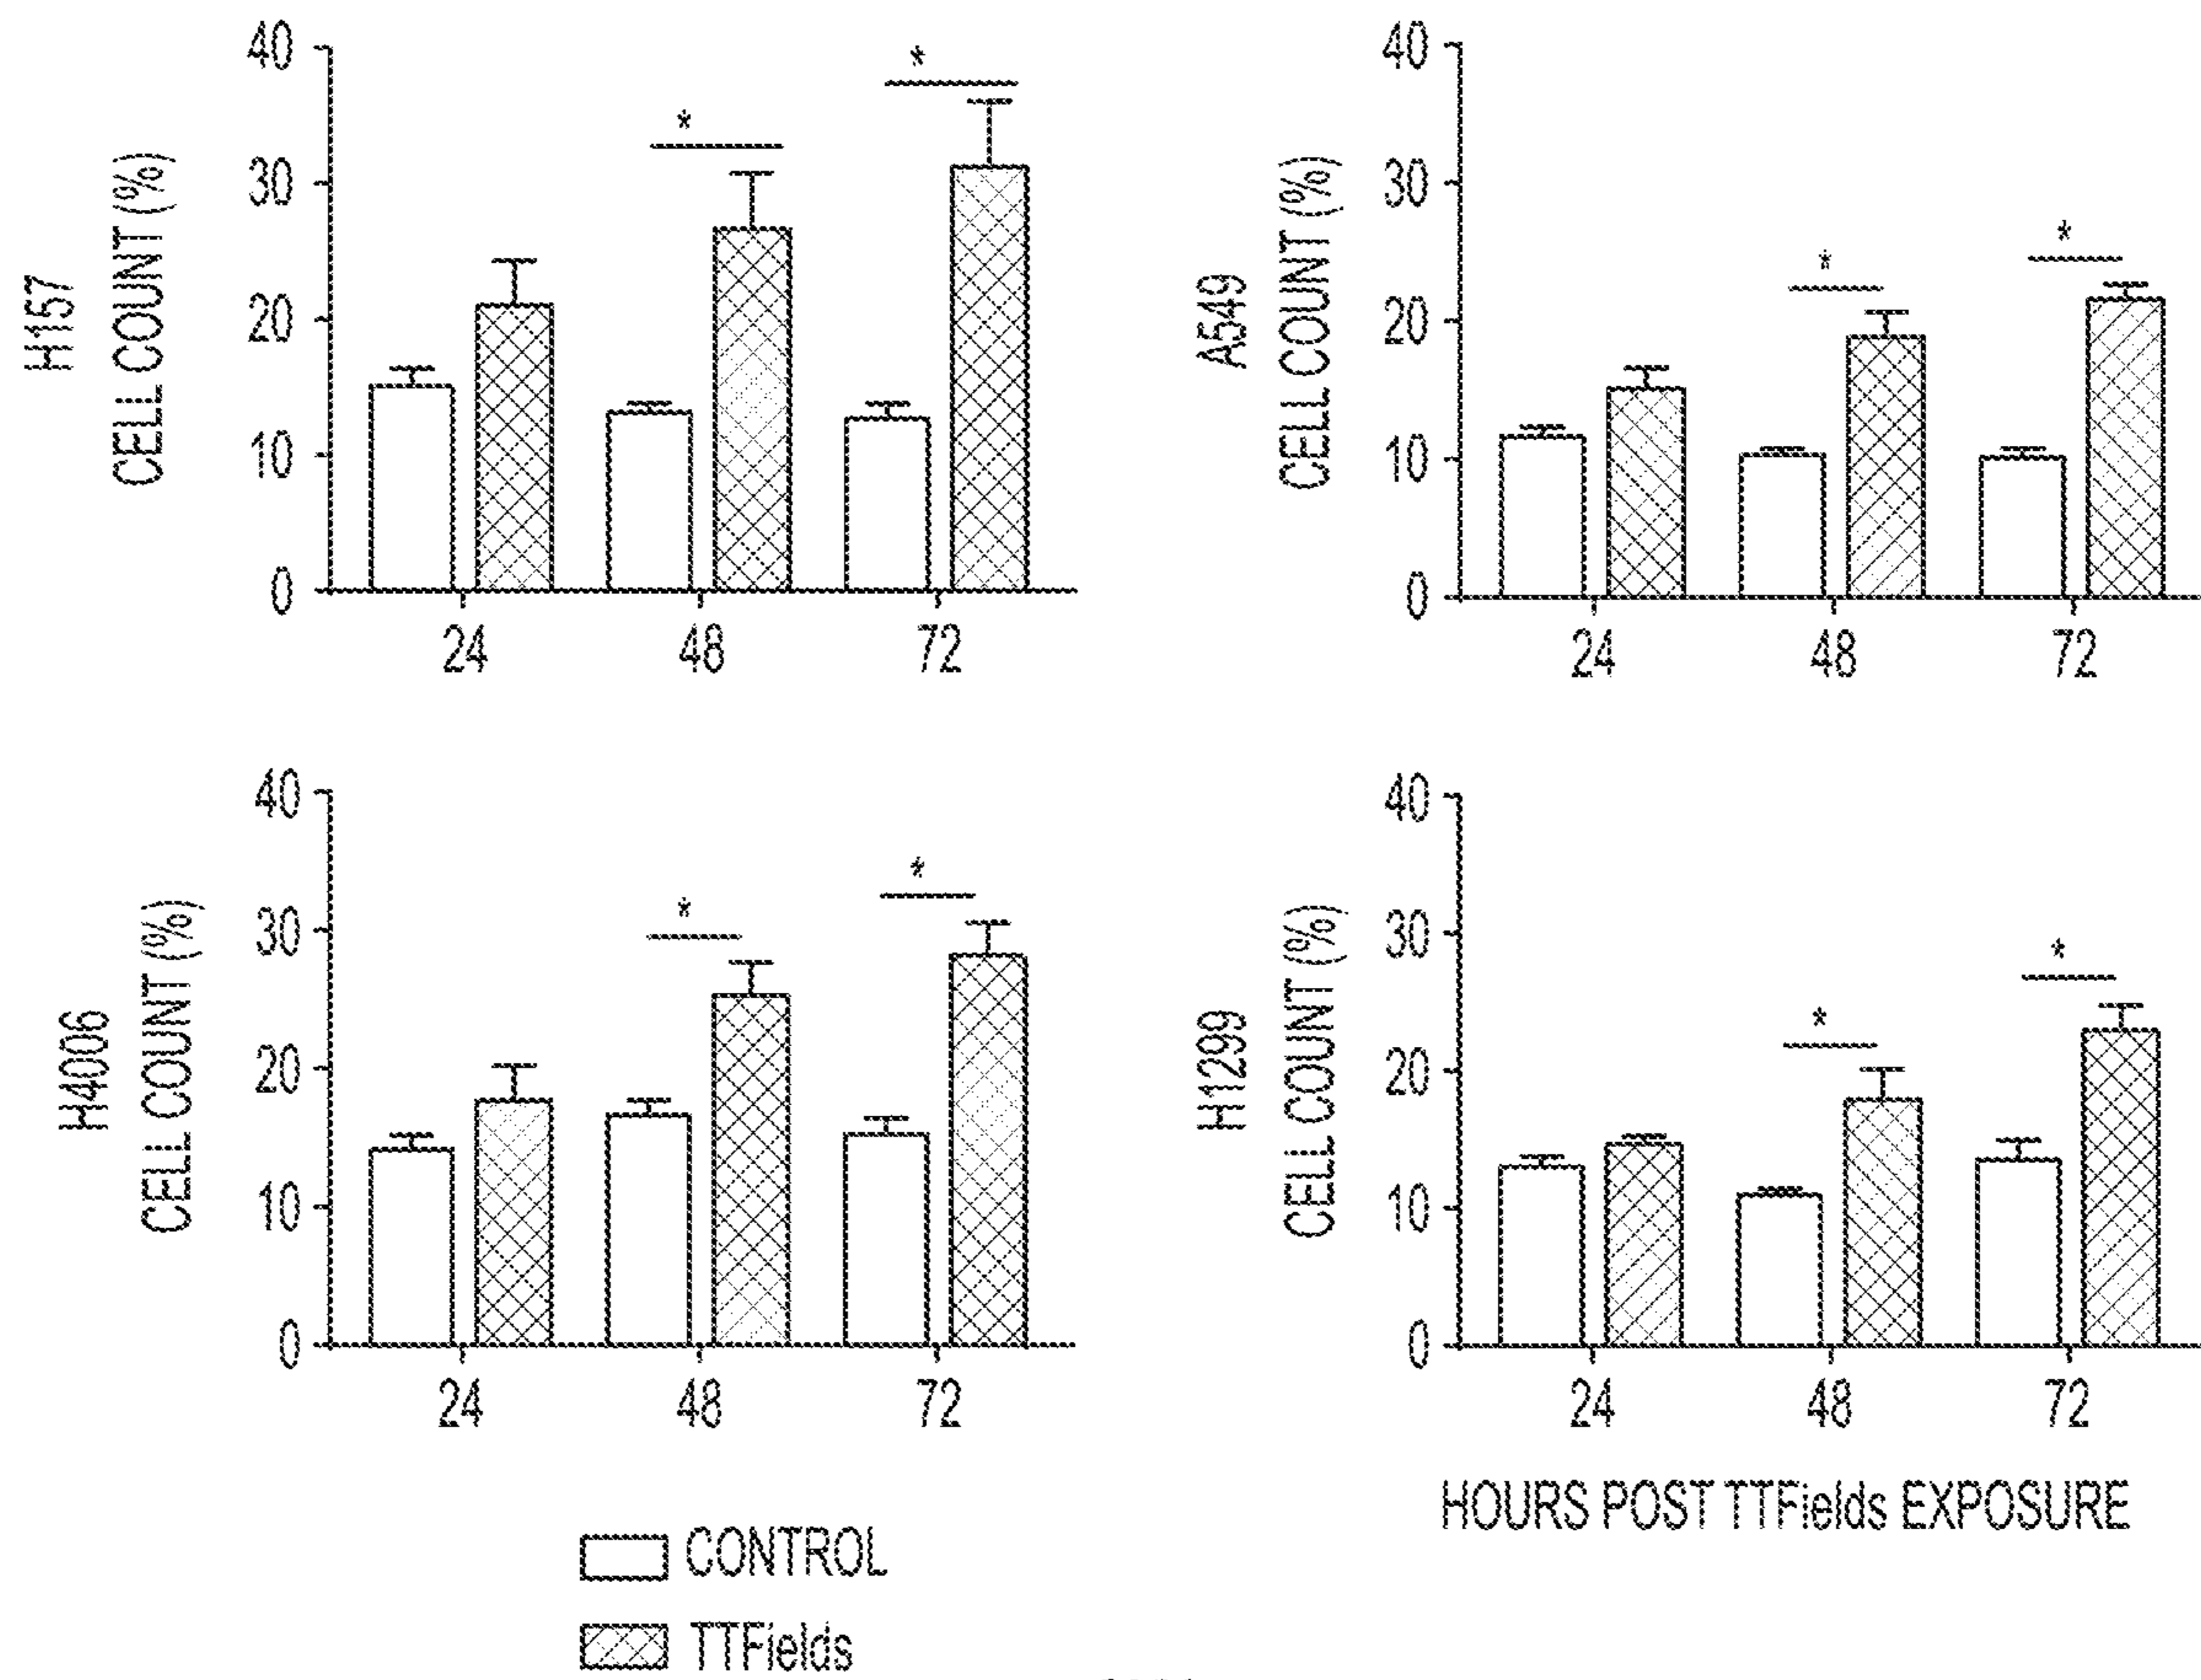 H157
CELL COUNT (%)
40
30
20
10
0
*
*
24 48 72
A549
CELL COUNT (%)
40
30
20
10
0
*
*
24 48 72
H4006
CELL COUNT (%)
40
30
20
10
0
*
*
24 48 72
H1299
CELL COUNT (%)
40
30
20
10
0
*
*
24 48 72
HOURS POST TTFields EXPOSURE
CONTROL
TTFields